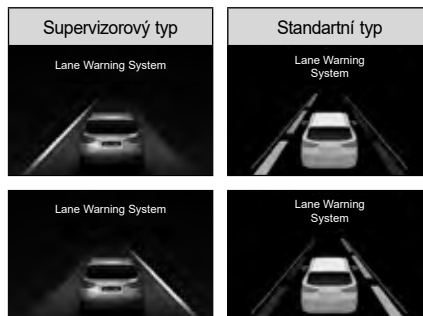 Supervizorový typ
Standartní typ
Lane Warning System
Lane Warning
System
Lane Warning System
Lane Warning
System